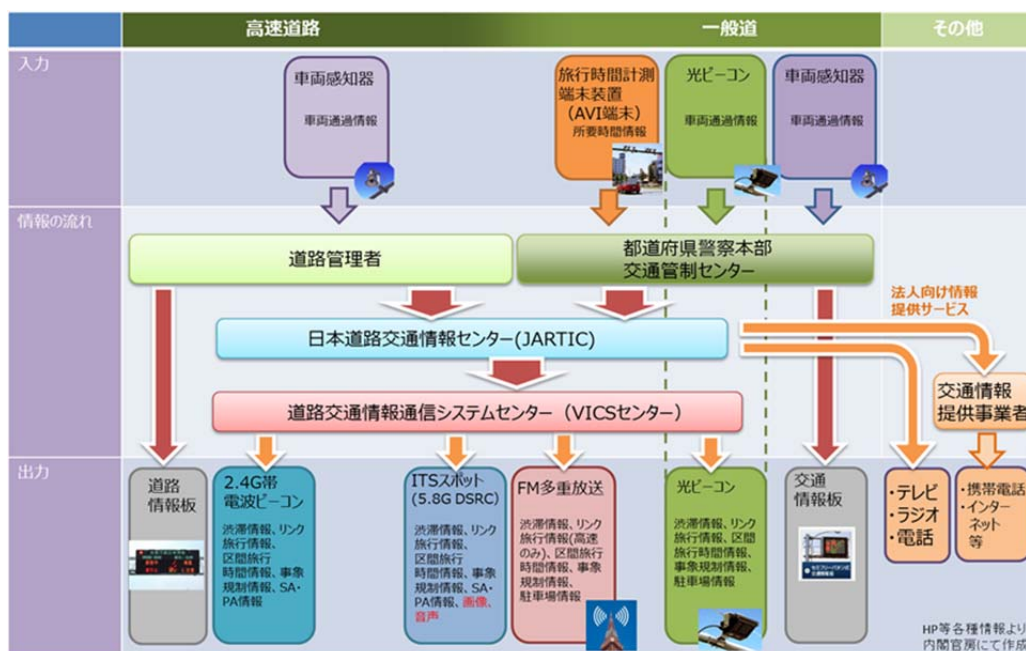 高速道路
一般道
その他
入力
車両感知器
車両通過情報
旅行時間計測
端末装置
（AVI端末）
所要時間情報
光ビーコン
車両通過情報
車両感知器
車両通過情報
情報の流れ
道路管理者
都道府県警察本部
交通管制センター
法人向け情報
提供サービス
日本道路交通情報センター(JARTIC)
交通情報
提供事業者
道路交通情報通信システムセンター（VICSセンター）
出力
道路
情報板
2.4G帯
電波ビーコン
渋滞情報、リンク
旅行情報、
区間旅行
時間情報、事象
規制情報、SA・
PA情報
ITSスポット
(5.8G DSRC)
渋滞情報、リンク
旅行情報、
区間旅行
時間情報、事象
規制情報、SA・
PA情報、画像、
音声
FM多重放送
渋滞情報、リンク
旅行情報(高速
のみ)、区間旅行
時間情報、事象
規制情報、
駐車場情報
光ビーコン
渋滞情報、リンク
旅行情報、区間
旅行時間情報、
事象規制情報、
駐車場情報
交通
情報板
・テレビ
・ラジオ
・電話
・携帯電話
・インター
ネット
等
HP等各種情報より
内閣官房にて作成